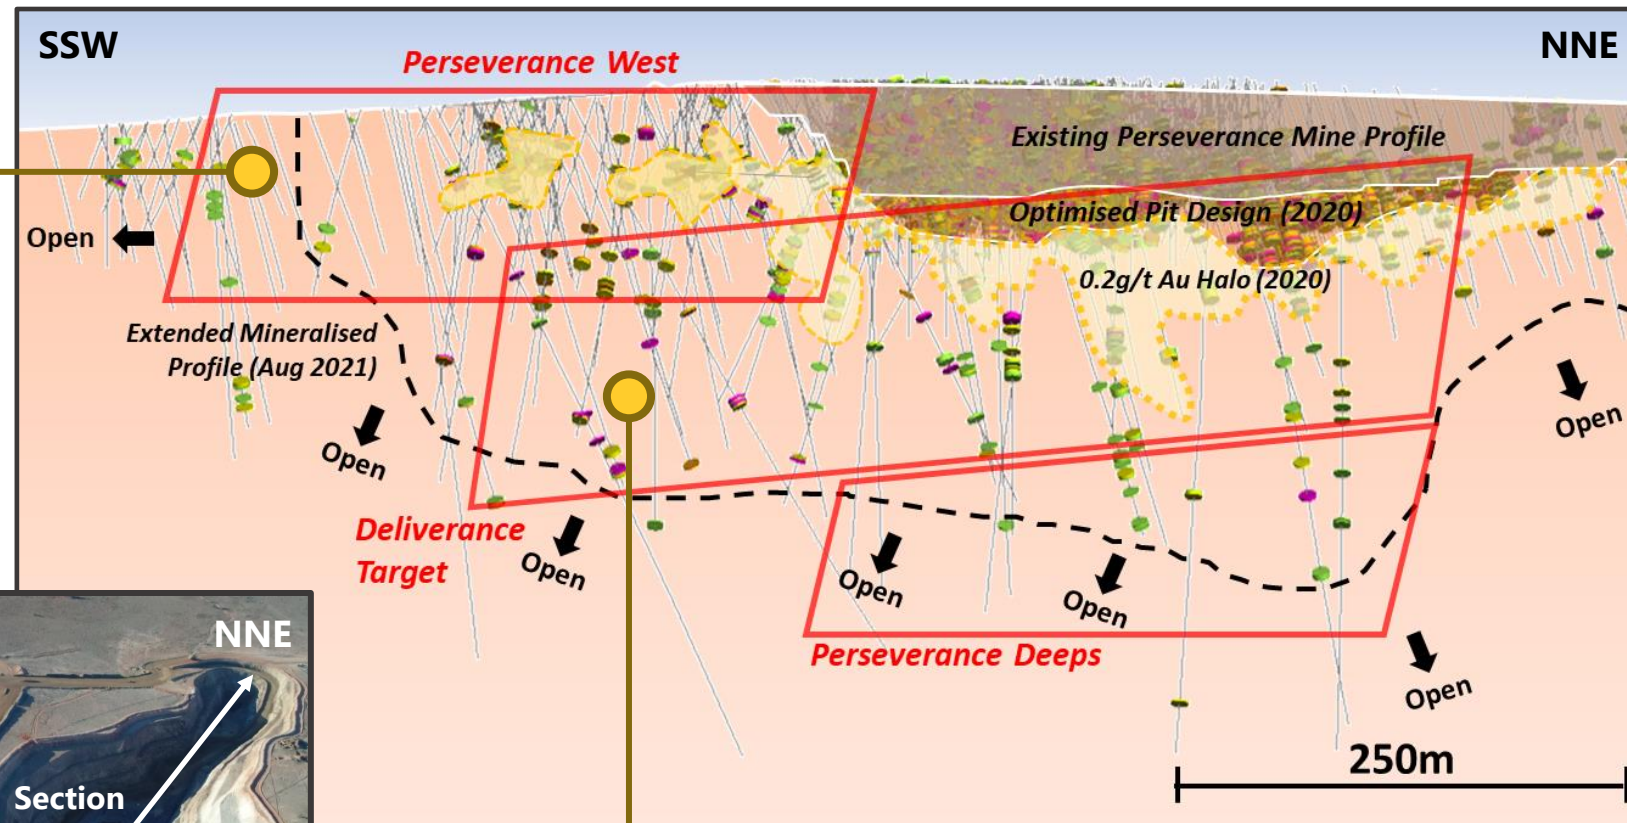 SSW
NNE
Perseverance West
Existing Perseverance Mine Profile
Optimised Pit Design (2020)
Open
0.2g/t Au Halo (2020)
Extended Mineralised
Profile (Aug 2021)
Open
Open
Deliverance
Target
Open
Open
Open
Perseverance Deeps
Open
250m
NNE
Section